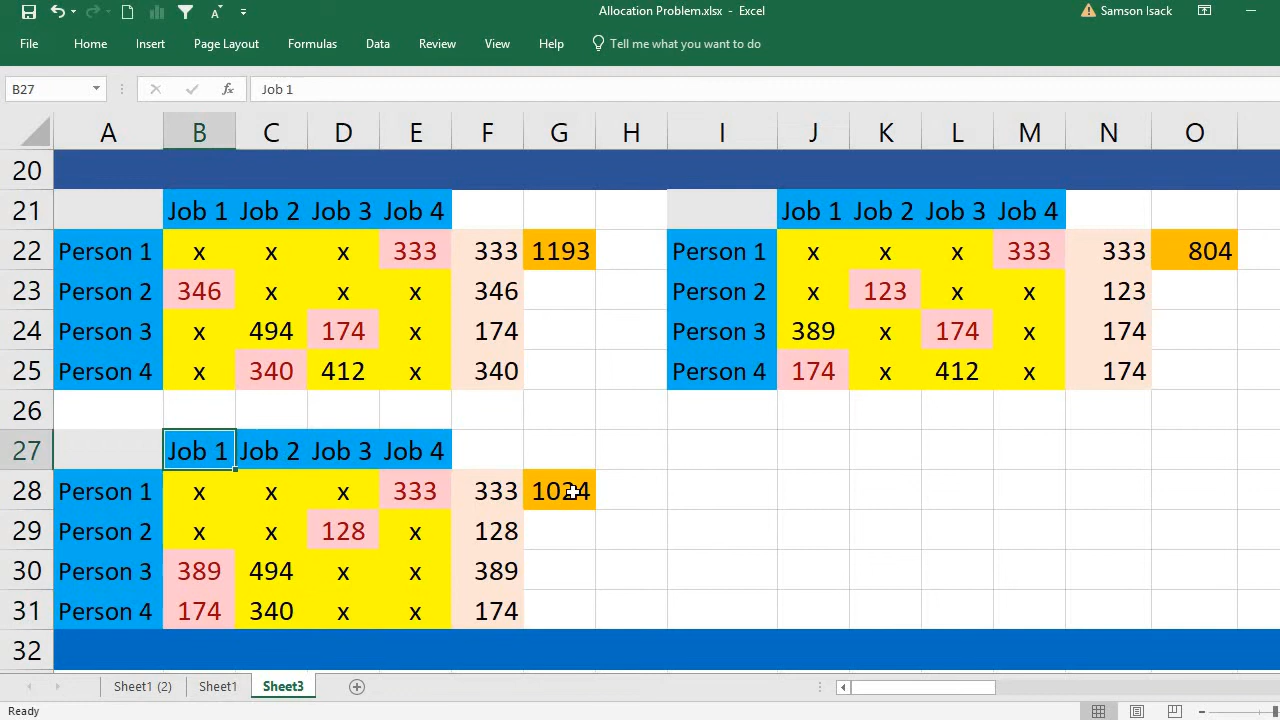 Allocation Problem.xlsx - Excel
Samson Isack
File Home Insert Page Layout Formulas Data Review View Help Tell me what you want to do
B27 fx Job 1
A B C D E F G H I J K L M N O
20
21 Job 1 Job 2 Job 3 Job 4 Job 1 Job 2 Job 3 Job 4
22 Person 1 x x x 333 333 1193 Person 1 x x x 333 333 804
23 Person 2 346 x x x 346 Person 2 x 123 x x 123
24 Person 3 x 494 174 x 174 Person 3 389 x 174 x 174
25 Person 4 x 340 412 x 340 Person 4 174 x 412 x 174
26
27 Job 1 Job 2 Job 3 Job 4
28 Person 1 x x x 333 333 1024
29 Person 2 x x 128 x 128
30 Person 3 389 494 x x 389
31 Person 4 174 340 x x 174
32
Sheet1 (2) Sheet1 Sheet3
Ready